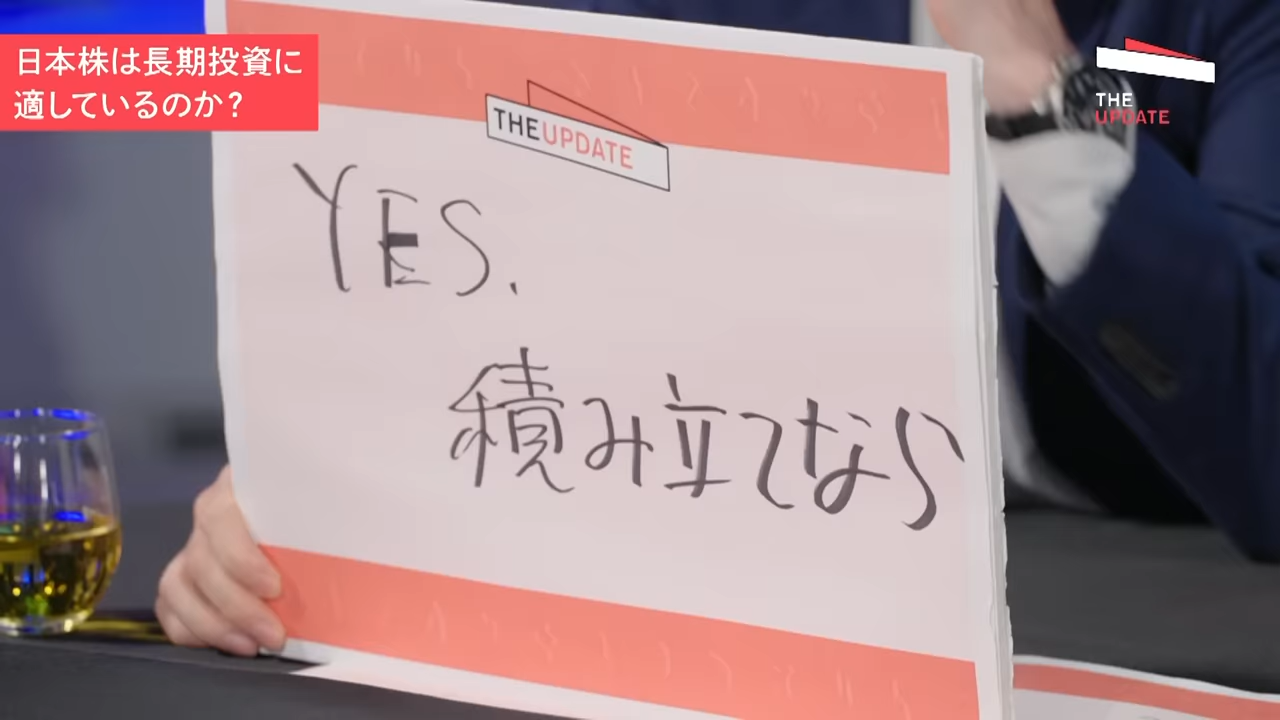 日本株は長期投資に
適しているのか?
THE
UPDATE
THE UPDATE
YES.
積み立てなら